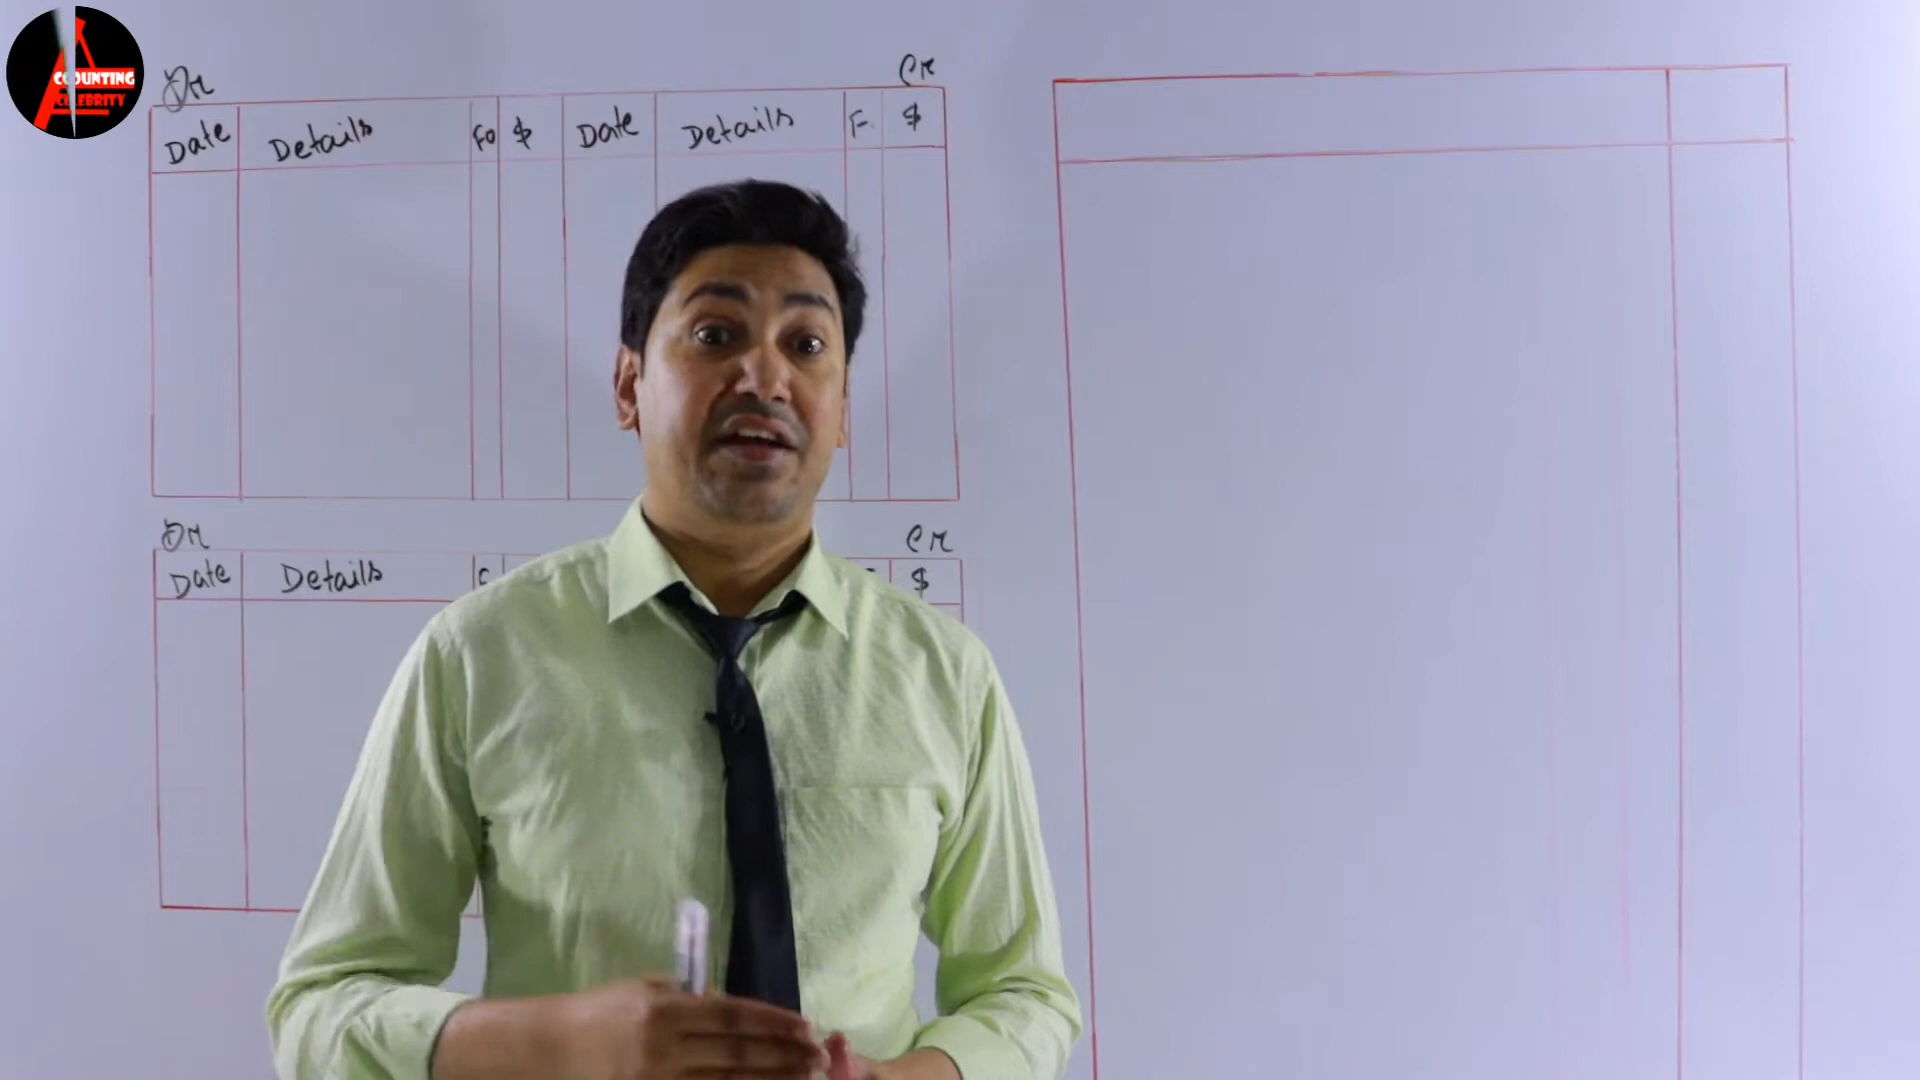 COUNTING
CELEBRITY
Dr Cr
Date Details Fo $ Date Details F. $
Dr Cr
Date Details $